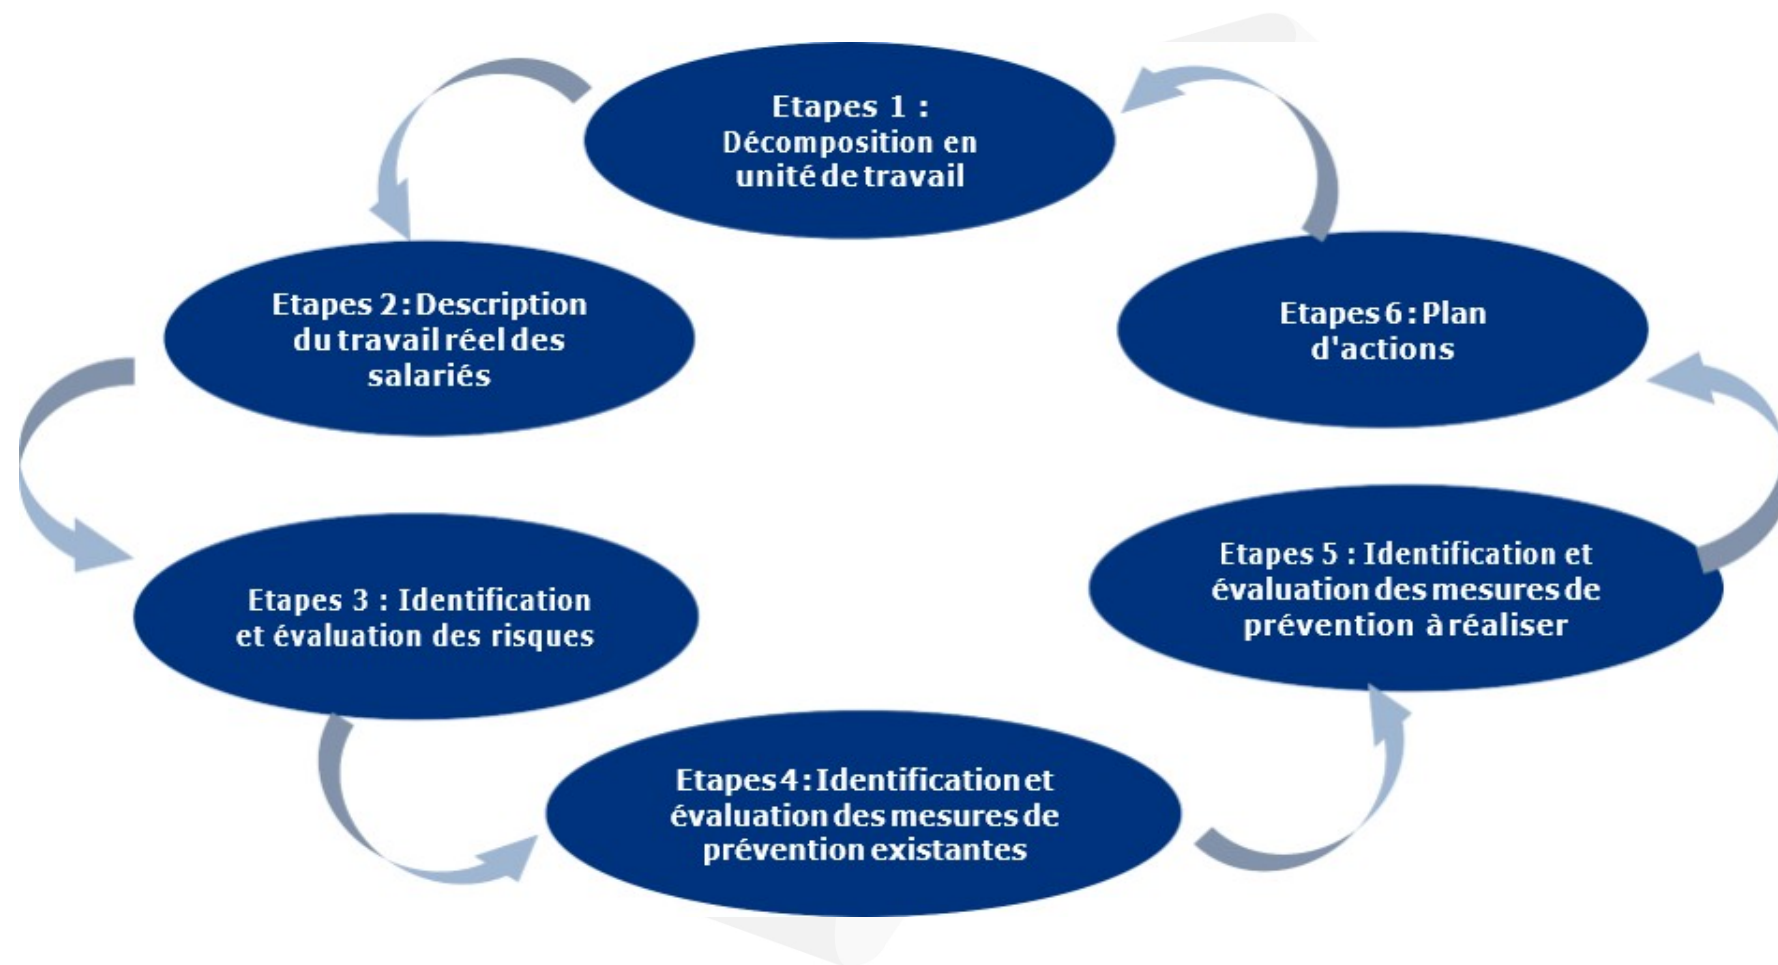 Etapes 1 :
Décomposition en
unité de travail
Etapes 2 : Description
du travail réel des
salariés
Etapes 3 : Identification
et évaluation des risques
Etapes 4 : Identification et
évaluation des mesures de
prévention existantes
Etapes 5 : Identification et
évaluation des mesures de
prévention à réaliser
Etapes 6 : Plan
d'actions